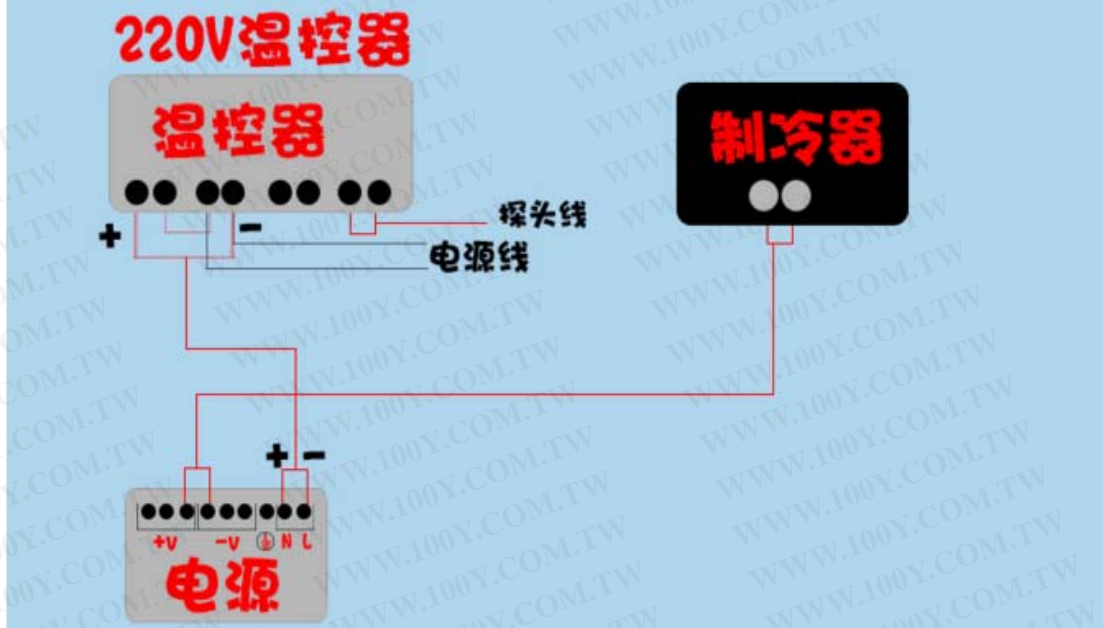 220V温控器
温控器
制冷器
+
-
探头线
电源线
+ -
+V -V N L
电源
WWW.100Y.COM.TW